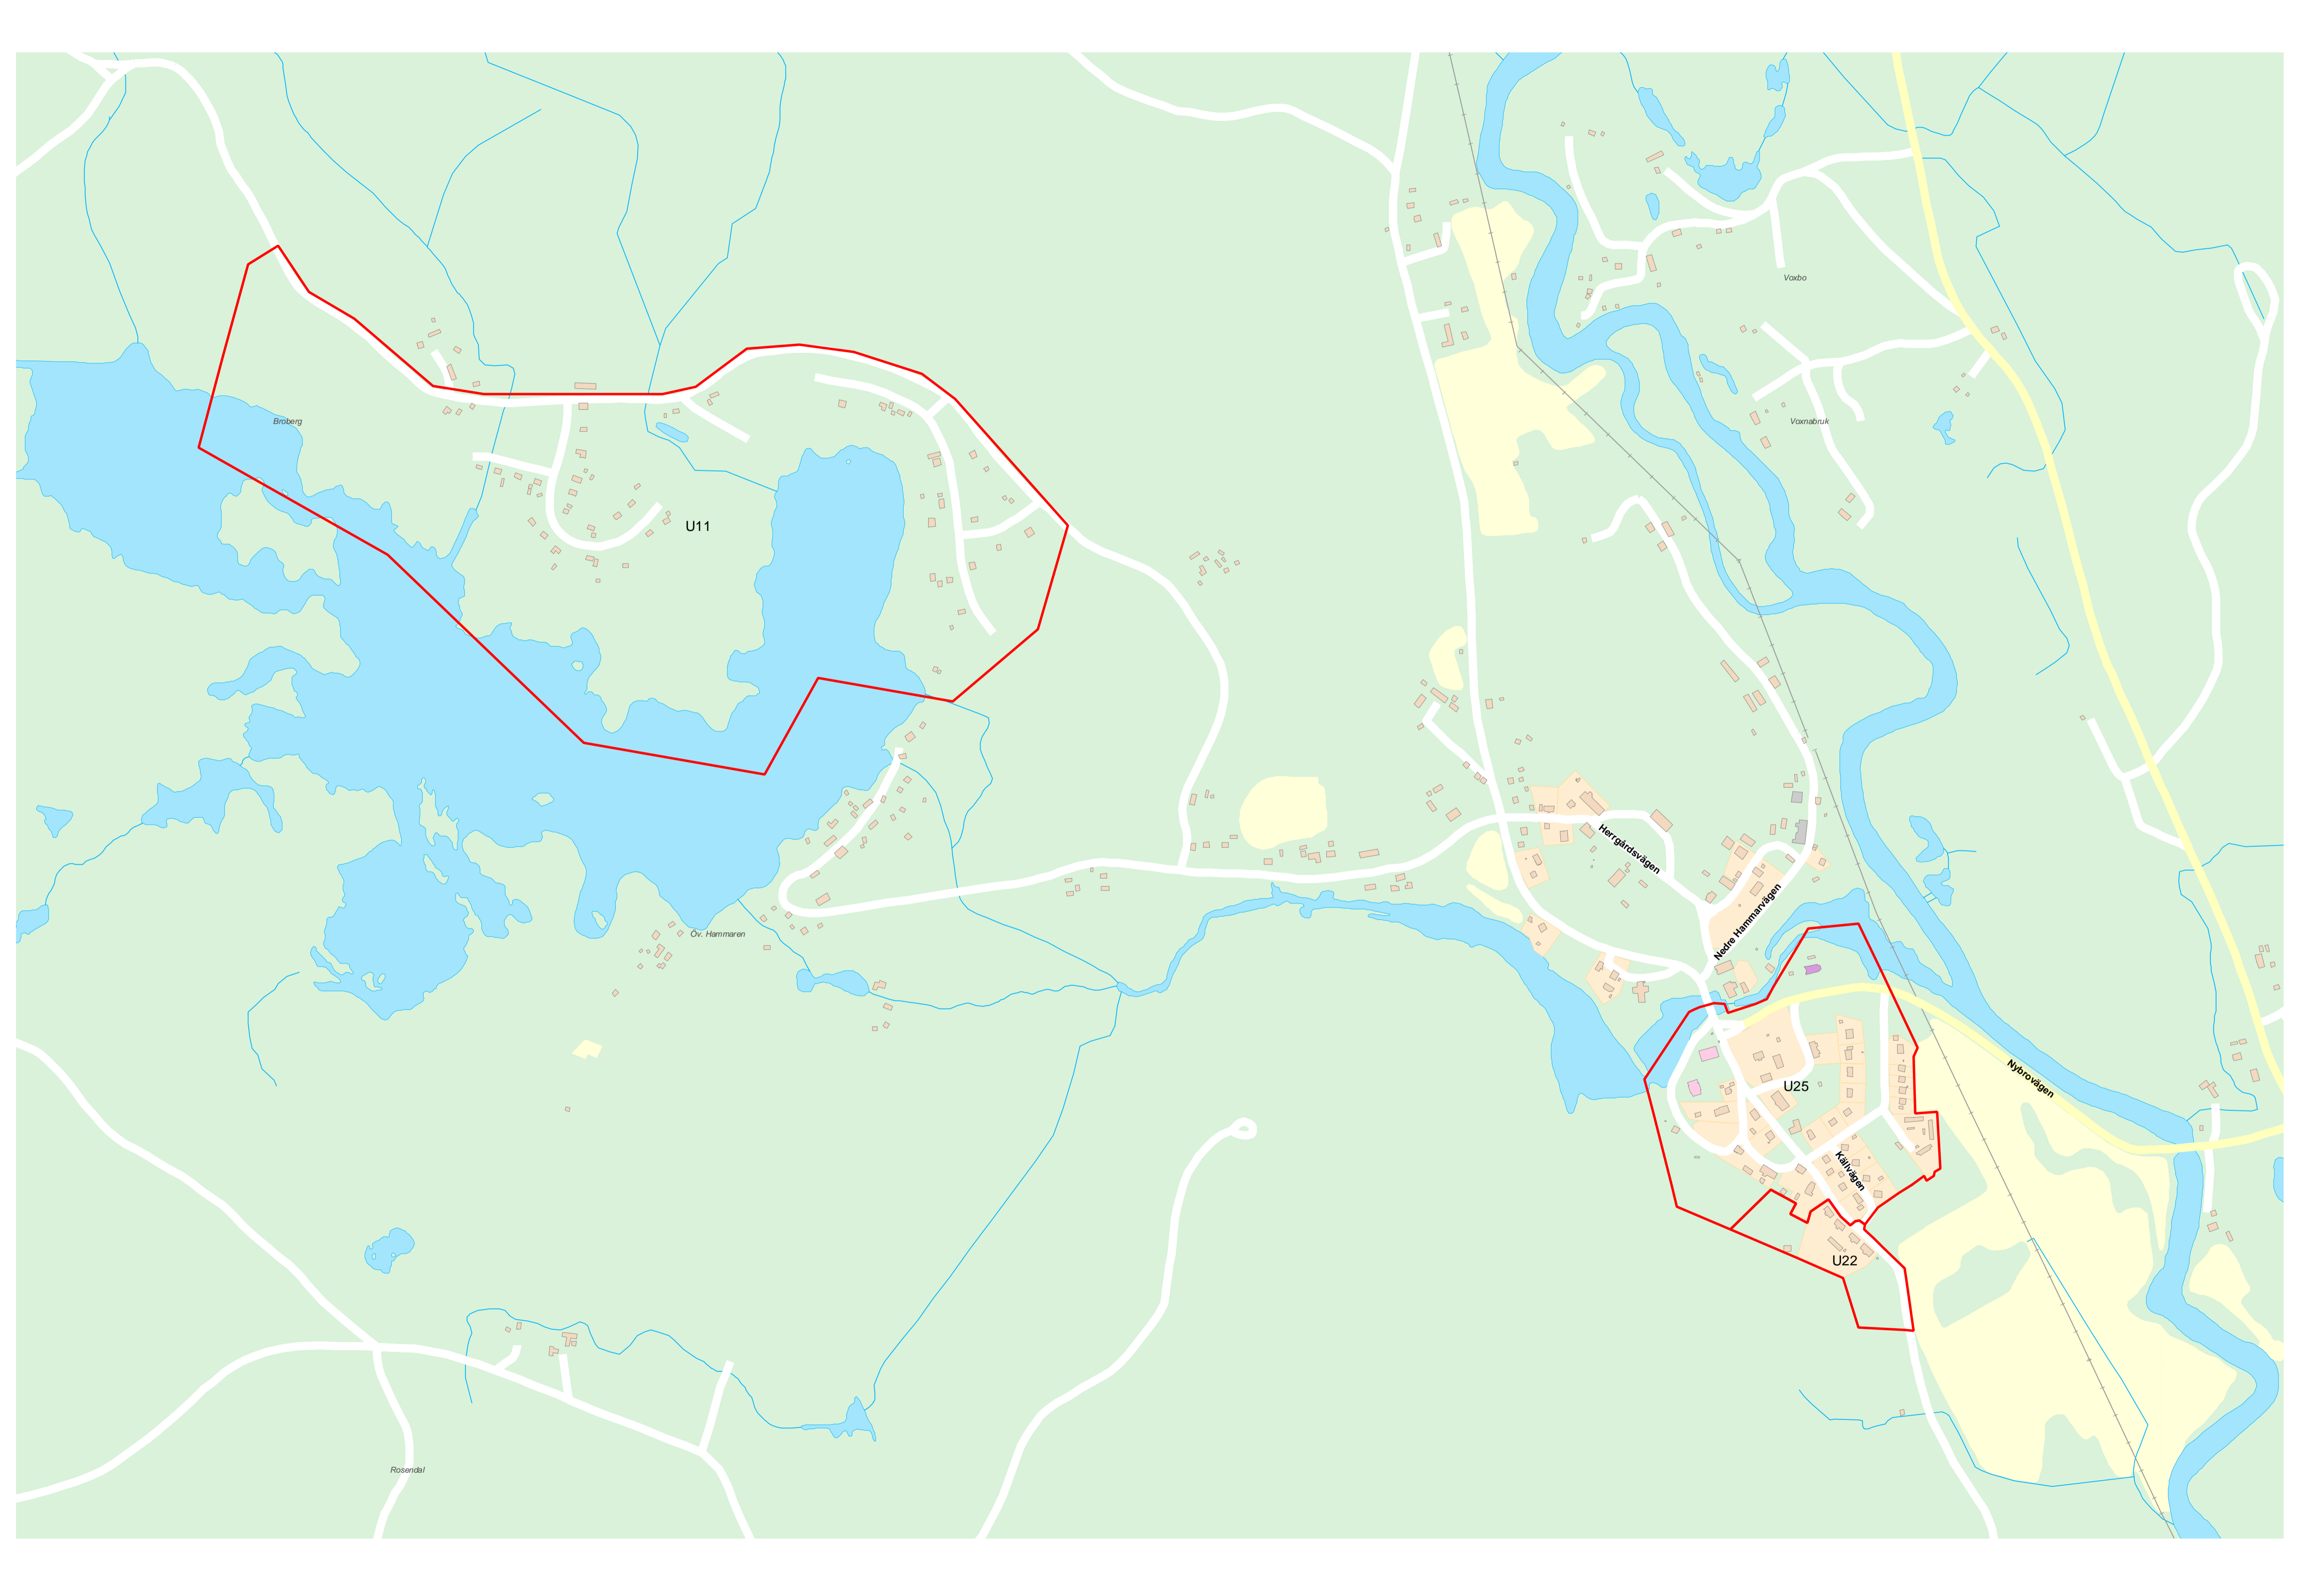 Voxbo
Broberg
Voxnabruk
U11
Herrgårdsvägen
Nedre Hammarvägen
Öv. Hammaren
Nybrovägen
U25
Källvägen
U22
Rosendal